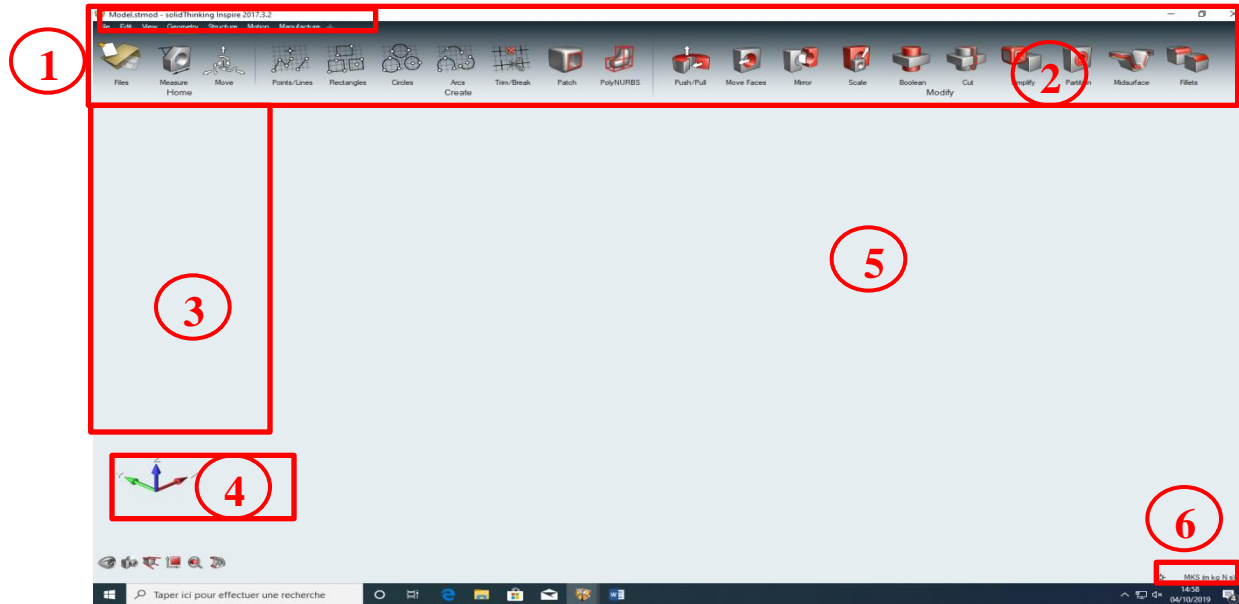 Model.stmod - solidThinking Inspire 2017.3.2
File Edit View Geometry Structure Motion Manufacture
1
2
Files Measure Move Points/Lines Rectangles Circles Arcs Trim/Break Patch PolyNURBS Push/Pull Move Faces Mirror Scale Boolean Cut Simplify Partition Midsurface Fillets
Home Create Modify
5
3
Z
4
6
MKS (m kg N s)
Taper ici pour effectuer une recherche
14:58
04/10/2019
4